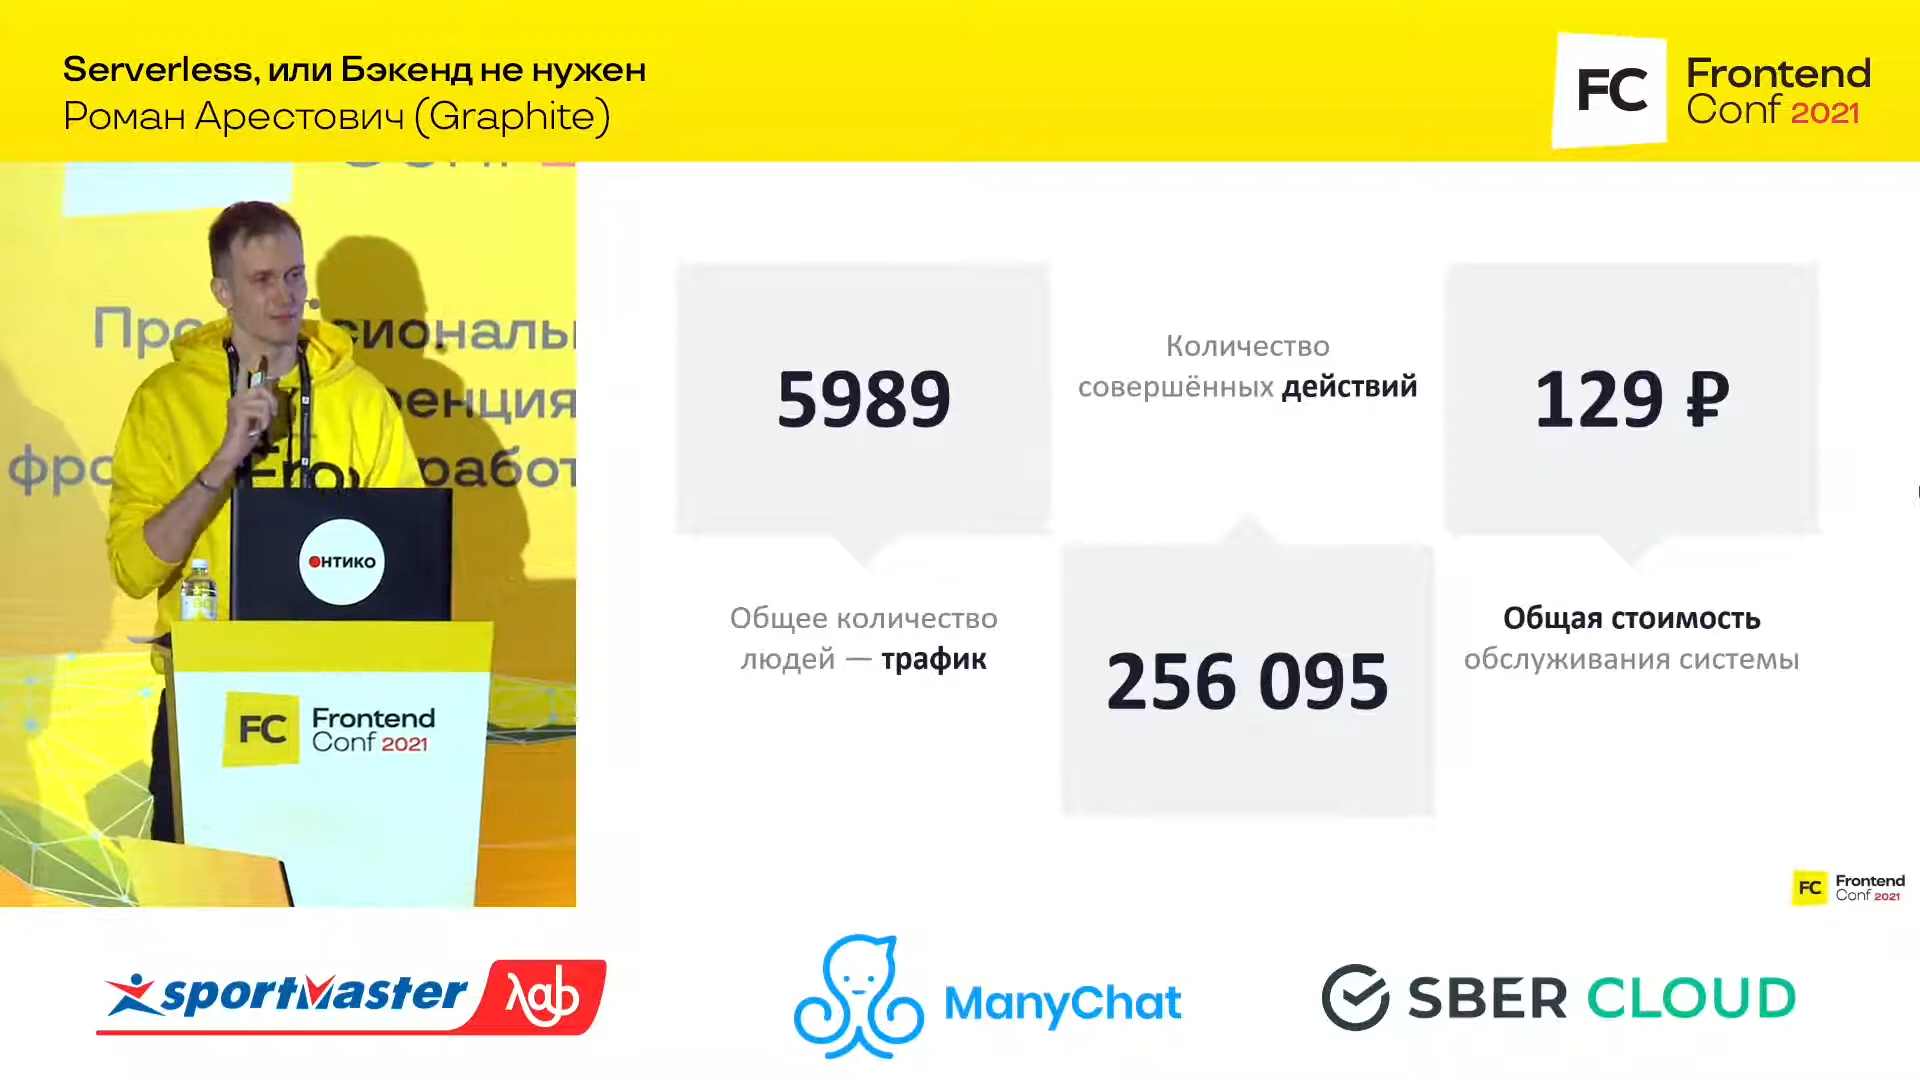 Serverless, или Бэкенд не нужен
Роман Арестович (Graphite)
FC
Frontend
Conf 2021
5989
Общее количество
людей — трафик
Количество
совершённых действий
256 095
129 ₽
Общая стоимость
обслуживания системы
ОНТИКО
FC
Frontend
Conf 2021
FC
Frontend
Conf 2021
sportmaster лаб
ManyChat
SBER CLOUD